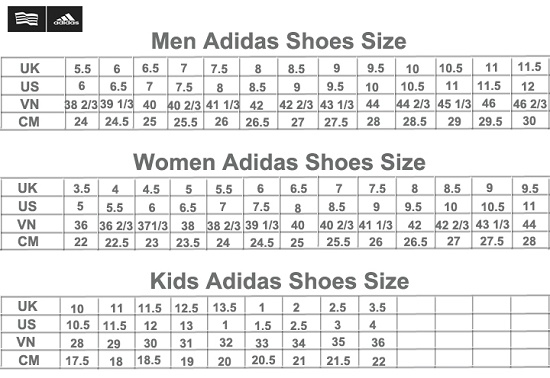 adidas
Men Adidas Shoes Size
UK 5.5 6 6.5 7 7.5 8 8.5 9 9.5 10 10.5 11 11.5
US 6 6.5 7 7.5 8 8.5 9 9.5 10 10.5 11 11.5 12
VN 38 2/3 39 1/3 40 40 2/3 41 1/3 42 42 2/3 43 1/3 44 44 2/3 45 1/3 46 46 2/3
CM 24 24.5 25 25.5 26 26.5 27 27.5 28 28.5 29 29.5 30
Women Adidas Shoes Size
UK 3.5 4 4.5 5 5.5 6 6.5 7 7.5 8 8.5 9 9.5
US 5 5.5 6 6.5 7 7.5 8 8.5 9 9.5 10 10.5 11
VN 36 36 2/3 371/3 38 38 2/3 39 1/3 40 40 2/3 41 1/3 42 42 2/3 43 1/3 44
CM 22 22.5 23 23.5 24 24.5 25 25.5 26 26.5 27 27.5 28
Kids Adidas Shoes Size
UK 10 11 11.5 12.5 13.5 1 2 2.5 3.5
US 10.5 11.5 12 13 1 1.5 2.5 3 4
VN 28 29 30 31 32 33 34 35 36
CM 17.5 18 18.5 19 20 20.5 21 21.5 22